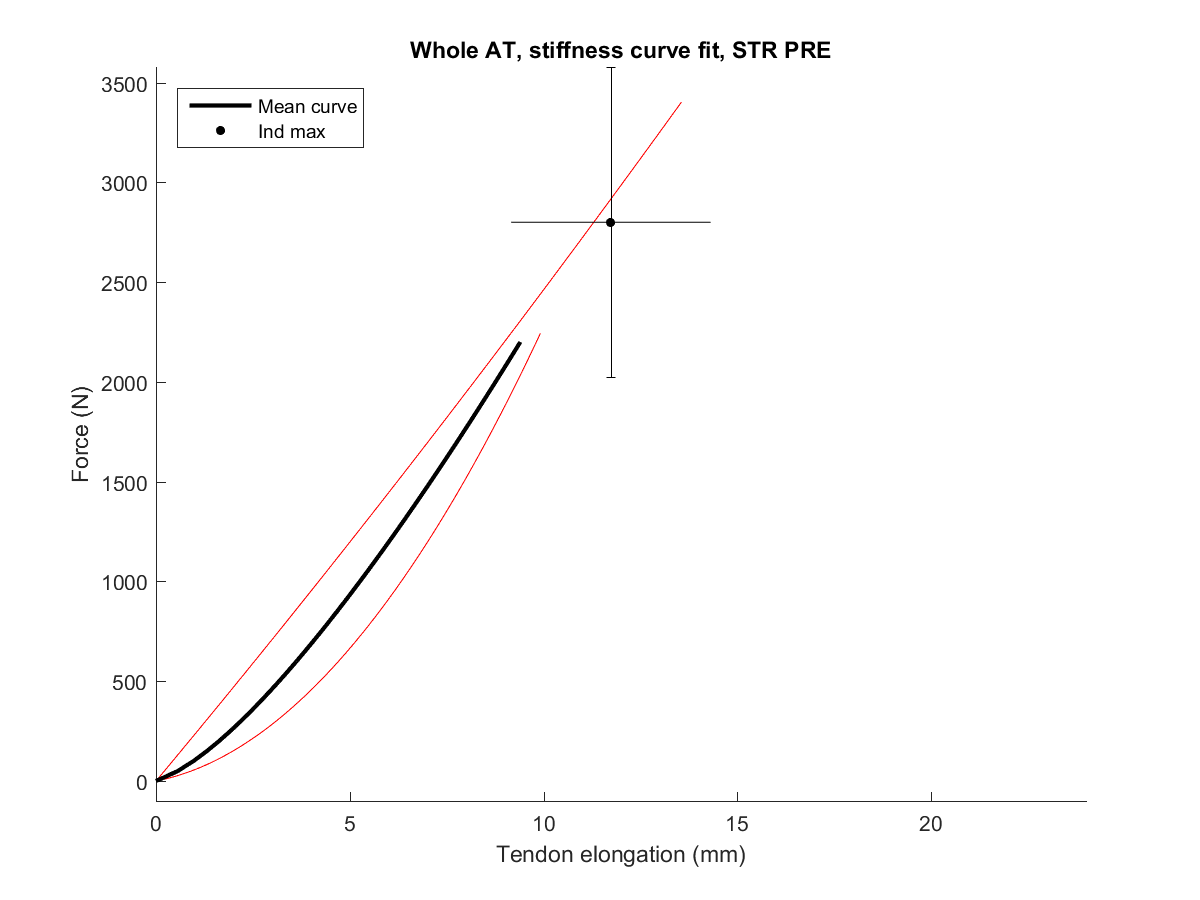 Whole AT, stiffness curve fit, STR PRE
Mean curve
Ind max
3500
3000
2500
2000
1500
1000
500
0
Force (N)
0 5 10 15 20
Tendon elongation (mm)